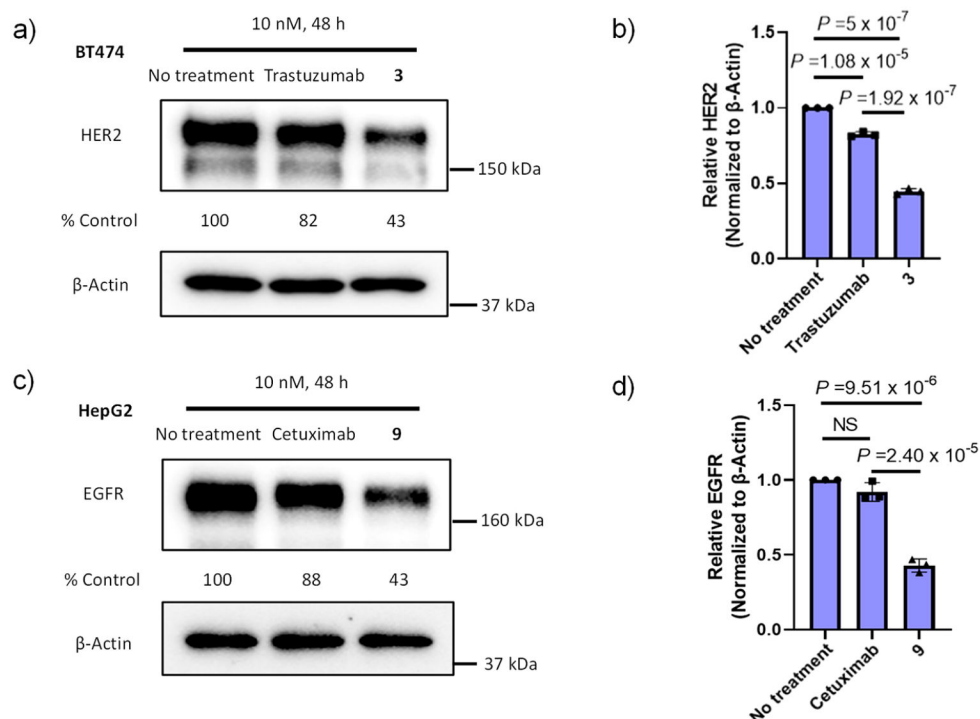 a)
10 nM, 48 h
BT474
No treatment Trastuzumab 3
HER2
150 kDa
% Control 100 82 43
β-Actin
37 kDa
b)
P =5 x 10-7
P =1.08 x 10-5
P =1.92 x 10-7
Relative HER2
(Normalized to β-Actin)
1.5
1.0
0.5
0.0
No treatment
Trastuzumab
3
c)
10 nM, 48 h
HepG2
No treatment Cetuximab 9
EGFR
160 kDa
% Control 100 88 43
β-Actin
37 kDa
d)
P =9.51 x 10-6
NS
P =2.40 x 10-5
Relative EGFR
(Normalized to β-Actin)
1.5
1.0
0.5
0.0
No treatment
Cetuximab
9